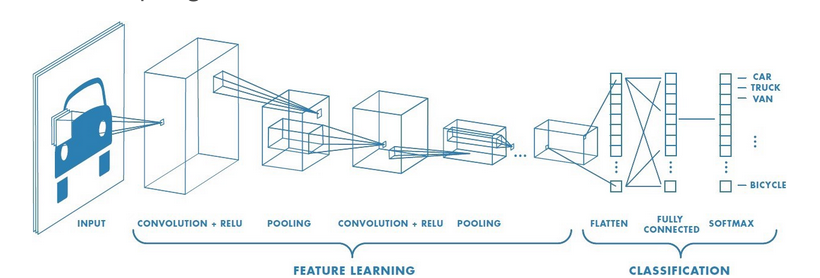 CAR
TRUCK
VAN
BICYCLE
INPUT
CONVOLUTION + RELU
POOLING
CONVOLUTION + RELU
POOLING
FLATTEN
FULLY
CONNECTED
SOFTMAX
FEATURE LEARNING
CLASSIFICATION